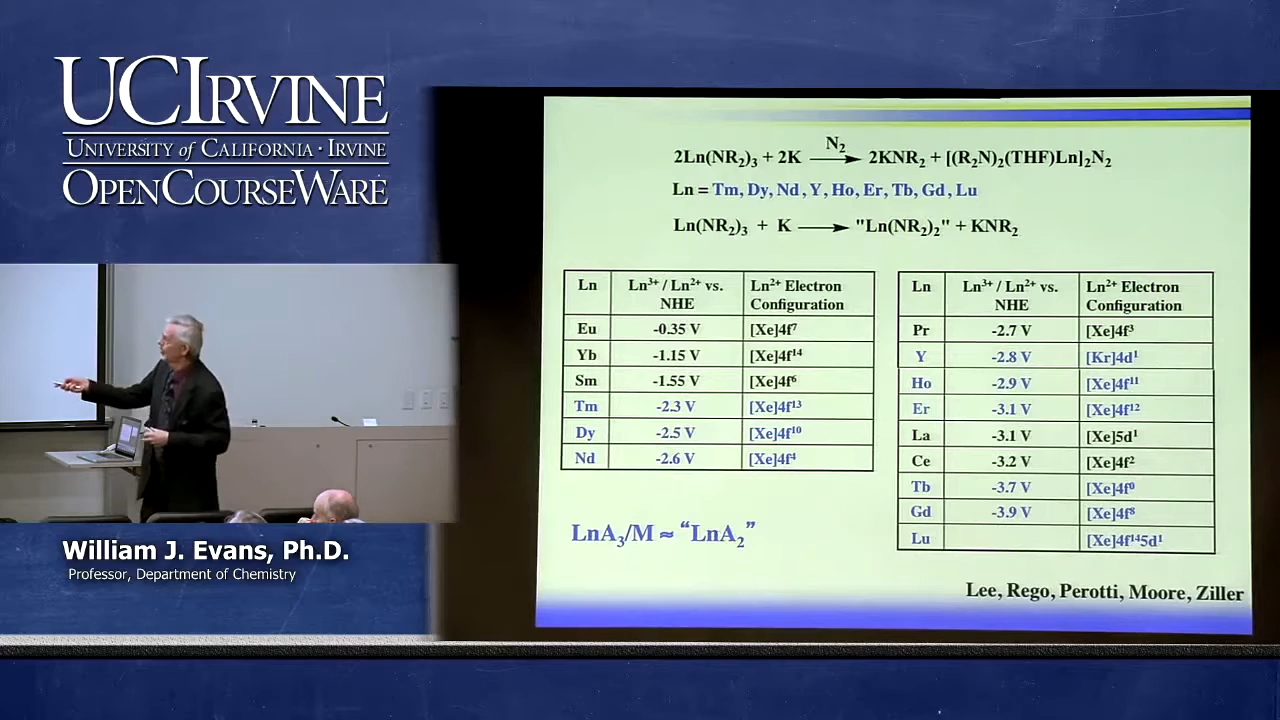 UCIRVINE
UNIVERSITY of CALIFORNIA · IRVINE
OPENCOURSEWARE
2Ln(NR₂)₃ + 2K —N₂→ 2KNR₂ + [(R₂N)₂(THF)Ln]₂N₂
Ln = Tm, Dy, Nd, Y, Ho, Er, Tb, Gd, Lu
Ln(NR₂)₃ + K → "Ln(NR₂)₂" + KNR₂
Ln Ln³⁺ / Ln²⁺ vs. NHE Ln²⁺ Electron Configuration
Eu -0.35 V [Xe]4f⁷
Yb -1.15 V [Xe]4f¹⁴
Sm -1.55 V [Xe]4f⁶
Tm -2.3 V [Xe]4f¹³
Dy -2.5 V [Xe]4f¹⁰
Nd -2.6 V [Xe]4f⁴
Ln Ln³⁺ / Ln²⁺ vs. NHE Ln²⁺ Electron Configuration
Pr -2.7 V [Xe]4f³
Y -2.8 V [Kr]4d¹
Ho -2.9 V [Xe]4f¹¹
Er -3.1 V [Xe]4f¹²
La -3.1 V [Xe]5d¹
Ce -3.2 V [Xe]4f²
Tb -3.7 V [Xe]4f⁹
Gd -3.9 V [Xe]4f⁸
Lu [Xe]4f¹⁴5d¹
LnA₃/M ≈ “LnA₂”
Lee, Rego, Perotti, Moore, Ziller
William J. Evans, Ph.D.
Professor, Department of Chemistry